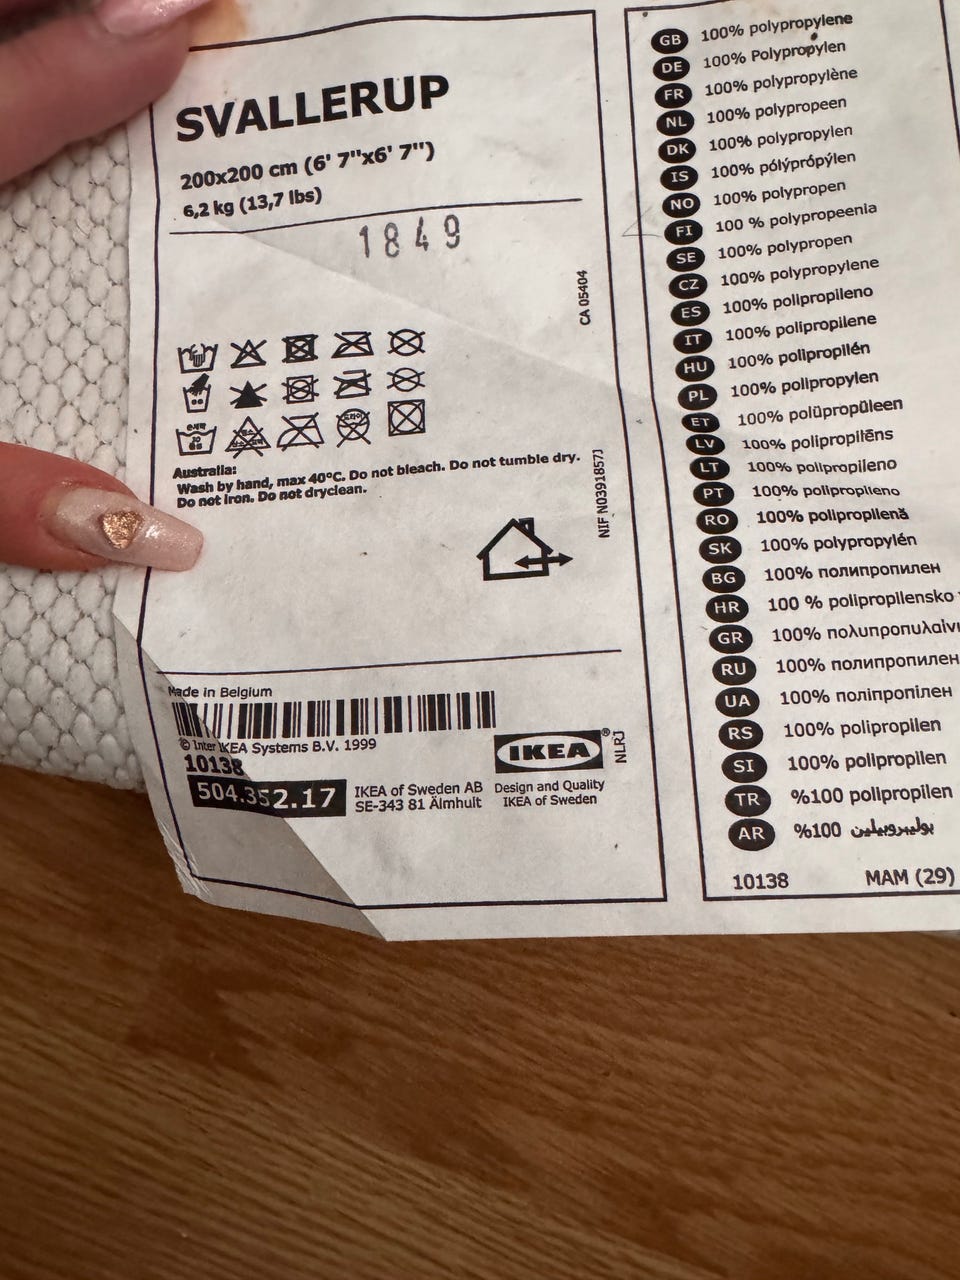 SVALLERUP
200x200 cm (6' 7"x6' 7")
6,2 kg (13,7 lbs)
1849
CA 05404
Australia:
Wash by hand, max 40°C. Do not bleach. Do not tumble dry.
Do not iron. Do not dryclean.
NIF N0391857J
Made in Belgium
© Inter IKEA Systems B.V. 1999
10138
504.352.17
IKEA of Sweden AB
SE-343 81 Älmhult
IKEA®
Design and Quality
IKEA of Sweden
NLRJ
GB 100% polypropylene
DE 100% Polypropylen
FR 100% polypropylène
NL 100% polypropeen
DK 100% polypropylen
IS 100% pólýprópýlen
NO 100% polypropen
FI 100 % polypropeenia
SE 100% polypropen
CZ 100% polypropylene
ES 100% polipropileno
IT 100% polipropilene
HU 100% polipropilén
PL 100% polipropylen
ET 100% polüpropüleen
LV 100% polipropilēns
LT 100% polipropileno
PT 100% polipropileno
RO 100% polipropilenă
SK 100% polypropylén
BG 100% полипропилен
HR 100 % polipropilensko
GR 100% πολυπροπυλαίνι
RU 100% полипропилен
UA 100% поліпропілен
RS 100% polipropilen
SI 100% polipropilen
TR %100 polipropilen
AR %100 بوليبروبيلين
10138 MAM (29)